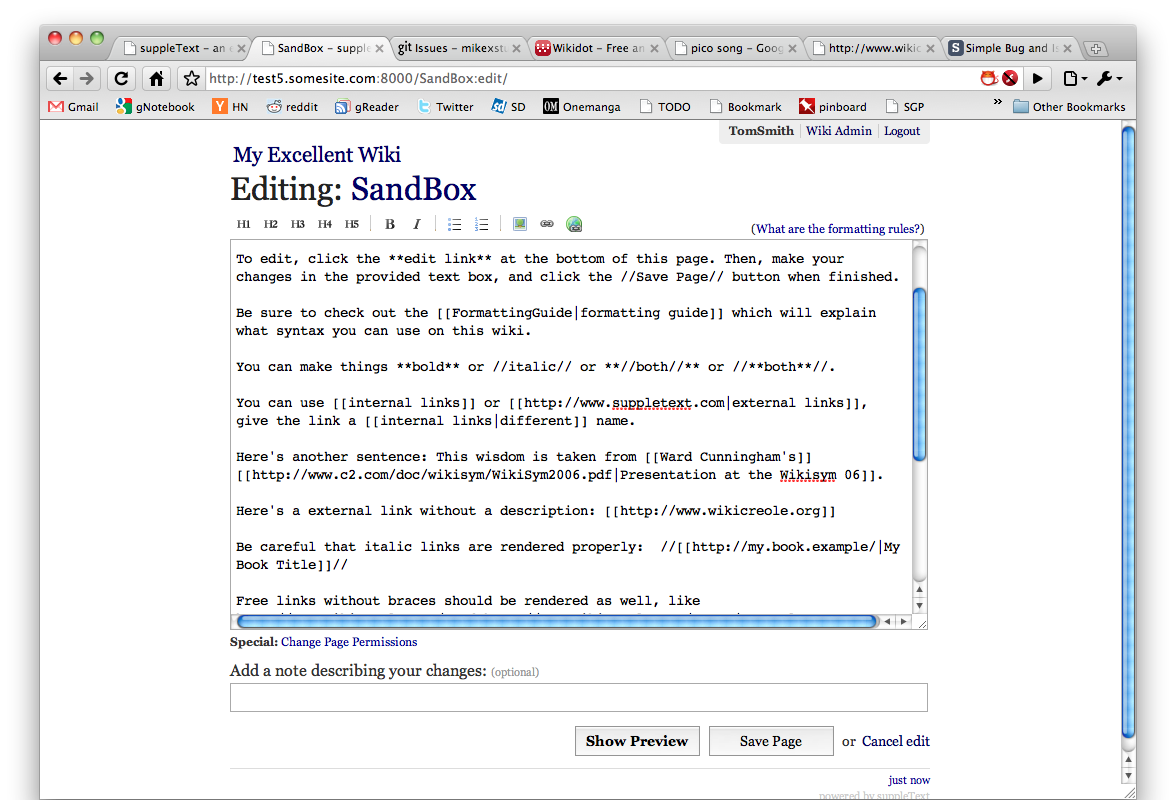 suppleText – an e
SandBox – supple
git Issues – mikexstu
Wikidot – Free an
pico song – Goog
http://www.wikid
Simple Bug and Is
http://test5.somesite.com:8000/SandBox:edit/
Gmail gNotebook HN reddit gReader Twitter SD OM Onemanga TODO Bookmark pinboard SGP » Other Bookmarks
TomSmith Wiki Admin Logout
My Excellent Wiki
Editing: SandBox
H1 H2 H3 H4 H5 B I
(What are the formatting rules?)
To edit, click the **edit link** at the bottom of this page. Then, make your
changes in the provided text box, and click the //Save Page// button when finished.
Be sure to check out the [[FormattingGuide|formatting guide]] which will explain
what syntax you can use on this wiki.
You can make things **bold** or //italic// or **//both//** or //**both**//.
You can use [[internal links]] or [[http://www.suppletext.com|external links]],
give the link a [[internal links|different]] name.
Here's another sentence: This wisdom is taken from [[Ward Cunningham's]]
[[http://www.c2.com/doc/wikisym/WikiSym2006.pdf|Presentation at the Wikisym 06]].
Here's a external link without a description: [[http://www.wikicreole.org]]
Be careful that italic links are rendered properly:  //[[http://my.book.example/|My
Book Title]]//
Free links without braces should be rendered as well, like
Special: Change Page Permissions
Add a note describing your changes: (optional)
Show Preview Save Page or Cancel edit
just now
powered by suppleText